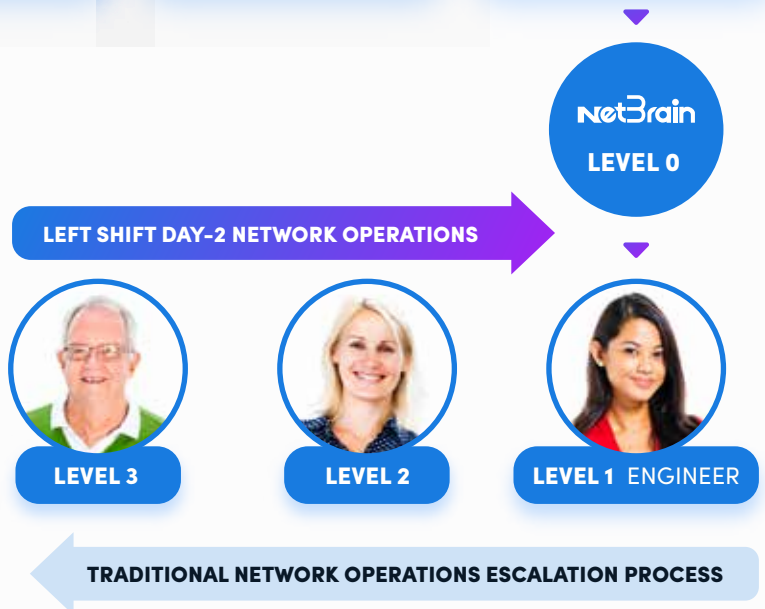 NetBrain
LEVEL 0
LEFT SHIFT DAY-2 NETWORK OPERATIONS
LEVEL 3
LEVEL 2
LEVEL 1 ENGINEER
TRADITIONAL NETWORK OPERATIONS ESCALATION PROCESS